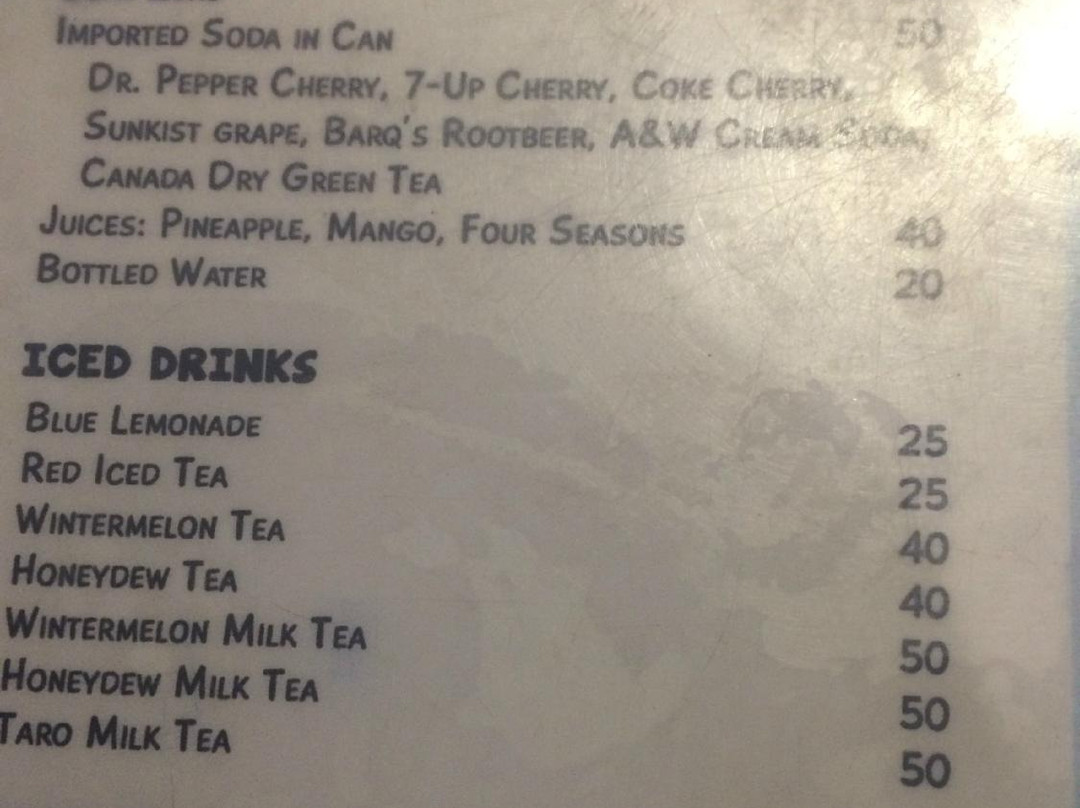 IMPORTED SODA IN CAN 50
DR. PEPPER CHERRY, 7-UP CHERRY, COKE CHERRY,
SUNKIST GRAPE, BARQ'S ROOTBEER, A&W CREAM SODA,
CANADA DRY GREEN TEA
JUICES: PINEAPPLE, MANGO, FOUR SEASONS 40
BOTTLED WATER 20
ICED DRINKS
BLUE LEMONADE 25
RED ICED TEA 25
WINTERMELON TEA 40
HONEYDEW TEA 40
WINTERMELON MILK TEA 50
HONEYDEW MILK TEA 50
TARO MILK TEA 50